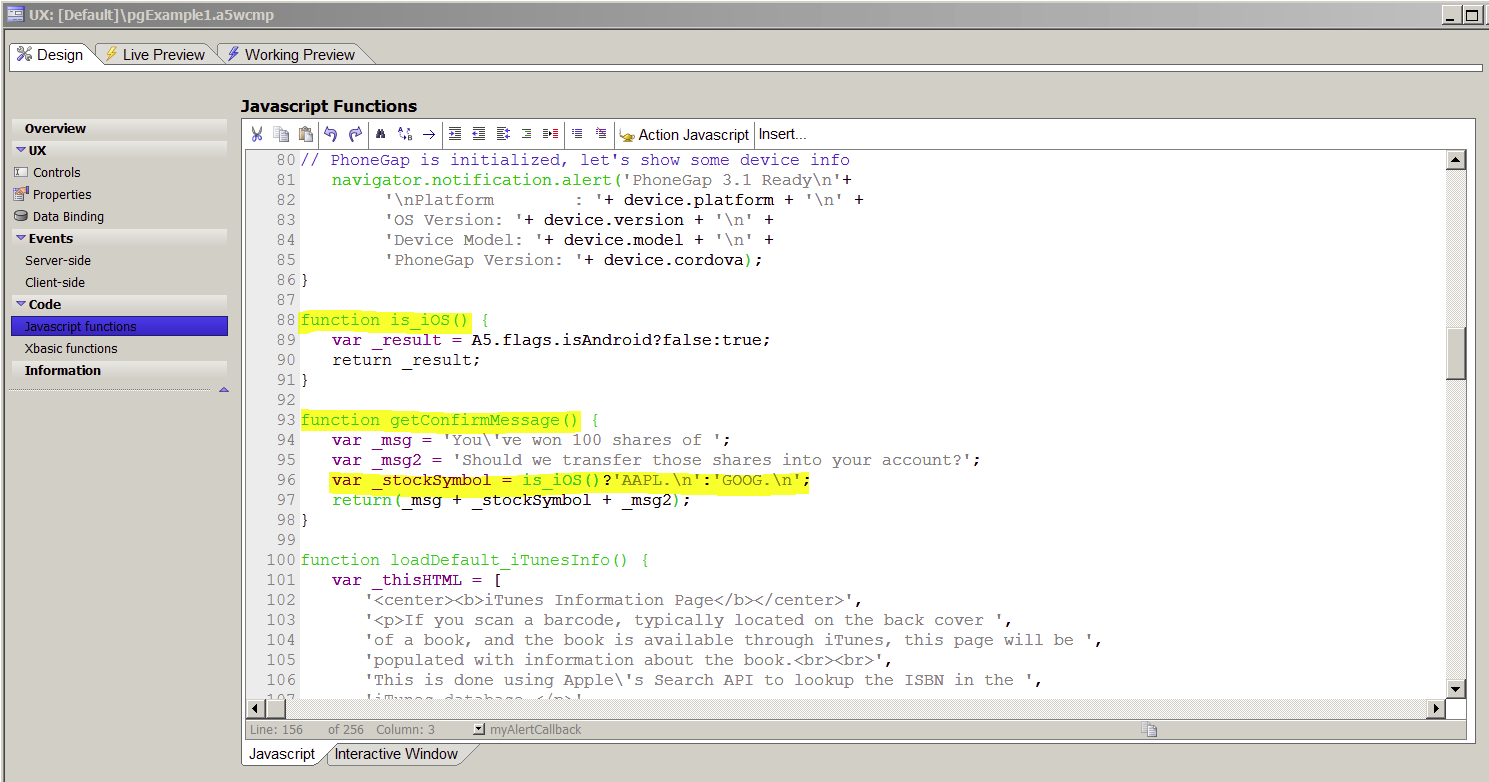 UX: [Default]\pgExample1.a5wcmp
Design Live Preview Working Preview
Overview
UX
Controls
Properties
Data Binding
Events
Server-side
Client-side
Code
Javascript functions
Xbasic functions
Information
Javascript Functions
Action Javascript Insert...
80 // PhoneGap is initialized, let's show some device info
81 navigator.notification.alert('PhoneGap 3.1 Ready\n'+
82 '\nPlatform        : '+ device.platform + '\n' +
83 'OS Version: '+ device.version + '\n' +
84 'Device Model: '+ device.model + '\n' +
85 'PhoneGap Version: '+ device.cordova);
86 }
87
88 function is_iOS() {
89 var _result = A5.flags.isAndroid?false:true;
90 return _result;
91 }
92
93 function getConfirmMessage() {
94 var _msg = 'You\'ve won 100 shares of ';
95 var _msg2 = 'Should we transfer those shares into your account?';
96 var _stockSymbol = is_iOS()?'AAPL.\n':'GOOG.\n';
97 return(_msg + _stockSymbol + _msg2);
98 }
99
100 function loadDefault_iTunesInfo() {
101 var _thisHTML = [
102 '<center><b>iTunes Information Page</b></center>',
103 '<p>If you scan a barcode, typically located on the back cover ',
104 'of a book, and the book is available through iTunes, this page will be ',
105 'populated with information about the book.<br><br>',
106 'This is done using Apple\'s Search API to lookup the ISBN in the ',
107 'iTunes database.</p>'
Line: 156 of 256 Column: 3 myAlertCallback
Javascript Interactive Window